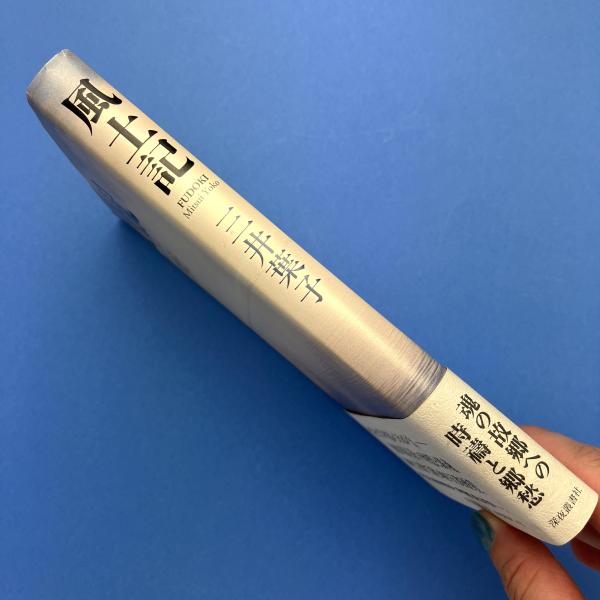 風土記
FUDOKI
Mitsui Yoko
三井葉子
魂の故郷への
時禱と郷愁
深夜叢書社